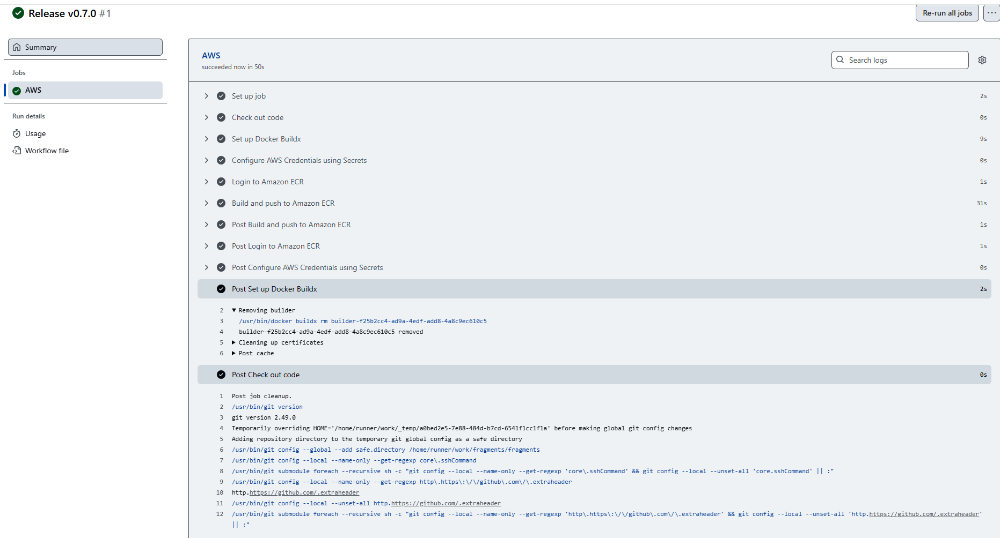 Release v0.7.0 #1
Re-run all jobs
...
Summary
Jobs
AWS
Run details
Usage
Workflow file
AWS
succeeded now in 50s
Search logs
Set up job 2s
Check out code 0s
Set up Docker Buildx 9s
Configure AWS Credentials using Secrets 0s
Login to Amazon ECR 1s
Build and push to Amazon ECR 31s
Post Build and push to Amazon ECR 1s
Post Login to Amazon ECR 1s
Post Configure AWS Credentials using Secrets 0s
Post Set up Docker Buildx 2s
2 ▼ Removing builder
3 /usr/bin/docker buildx rm builder-f25b2cc4-ad9a-4edf-add8-4a8c9ec610c5
4 builder-f25b2cc4-ad9a-4edf-add8-4a8c9ec610c5 removed
5 ▶ Cleaning up certificates
6 ▶ Post cache
Post Check out code 0s
1 Post job cleanup.
2 /usr/bin/git version
3 git version 2.49.0
4 Temporarily overriding HOME='/home/runner/work/_temp/a0bed2e5-7e88-484d-b7cd-6541f1cc1f1a' before making global git config changes
5 Adding repository directory to the temporary git global config as a safe directory
6 /usr/bin/git config --global --add safe.directory /home/runner/work/fragments/fragments
7 /usr/bin/git config --local --name-only --get-regexp core\.sshCommand
8 /usr/bin/git submodule foreach --recursive sh -c "git config --local --name-only --get-regexp 'core\.sshCommand' && git config --local --unset-all 'core.sshCommand' || :"
9 /usr/bin/git config --local --name-only --get-regexp http\.https\:\/\/github\.com\/\.extraheader
10 http.https://github.com/.extraheader
11 /usr/bin/git config --local --unset-all http.https://github.com/.extraheader
12 /usr/bin/git submodule foreach --recursive sh -c "git config --local --name-only --get-regexp 'http\.https\:\/\/github\.com\/\.extraheader' && git config --local --unset-all 'http.https://github.com/.extraheader'
|| :"